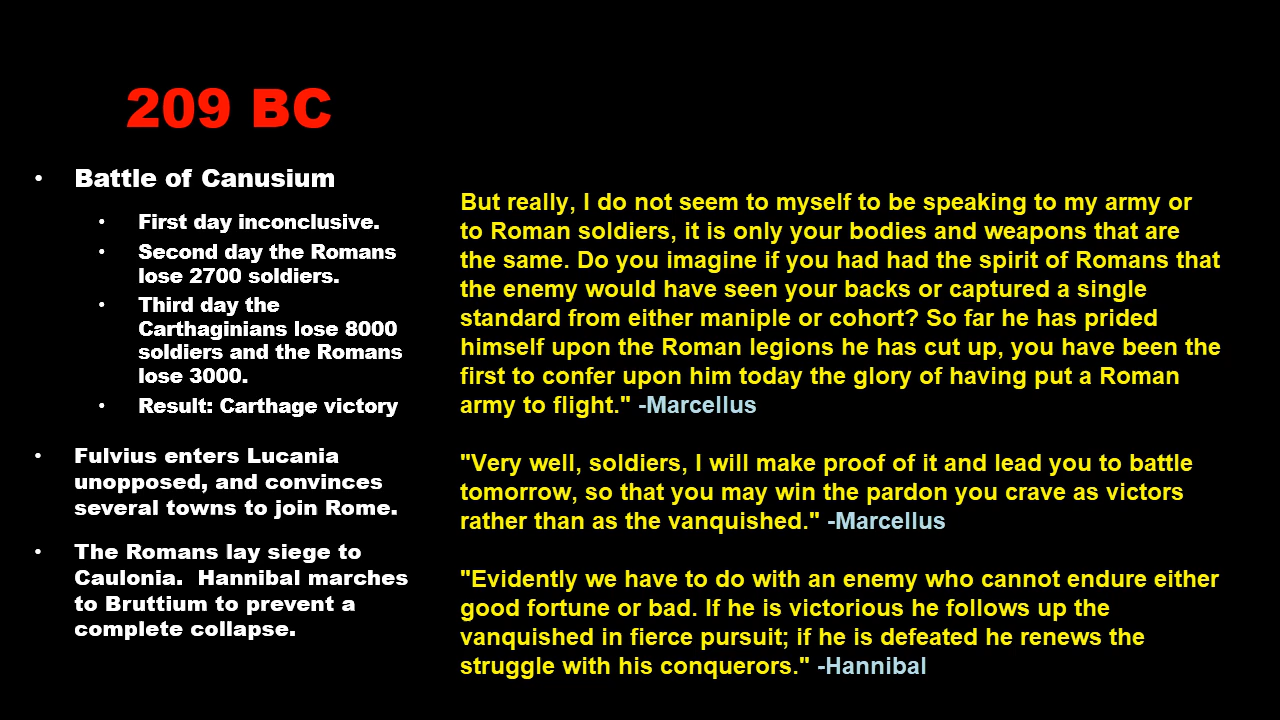 209 BC
• Battle of Canusium
• First day inconclusive.
• Second day the Romans
lose 2700 soldiers.
• Third day the
Carthaginians lose 8000
soldiers and the Romans
lose 3000.
• Result: Carthage victory
• Fulvius enters Lucania
unopposed, and convinces
several towns to join Rome.
• The Romans lay siege to
Caulonia.  Hannibal marches
to Bruttium to prevent a
complete collapse.
But really, I do not seem to myself to be speaking to my army or
to Roman soldiers, it is only your bodies and weapons that are
the same. Do you imagine if you had had the spirit of Romans that
the enemy would have seen your backs or captured a single
standard from either maniple or cohort? So far he has prided
himself upon the Roman legions he has cut up, you have been the
first to confer upon him today the glory of having put a Roman
army to flight." -Marcellus
"Very well, soldiers, I will make proof of it and lead you to battle
tomorrow, so that you may win the pardon you crave as victors
rather than as the vanquished." -Marcellus
"Evidently we have to do with an enemy who cannot endure either
good fortune or bad. If he is victorious he follows up the
vanquished in fierce pursuit; if he is defeated he renews the
struggle with his conquerors." -Hannibal